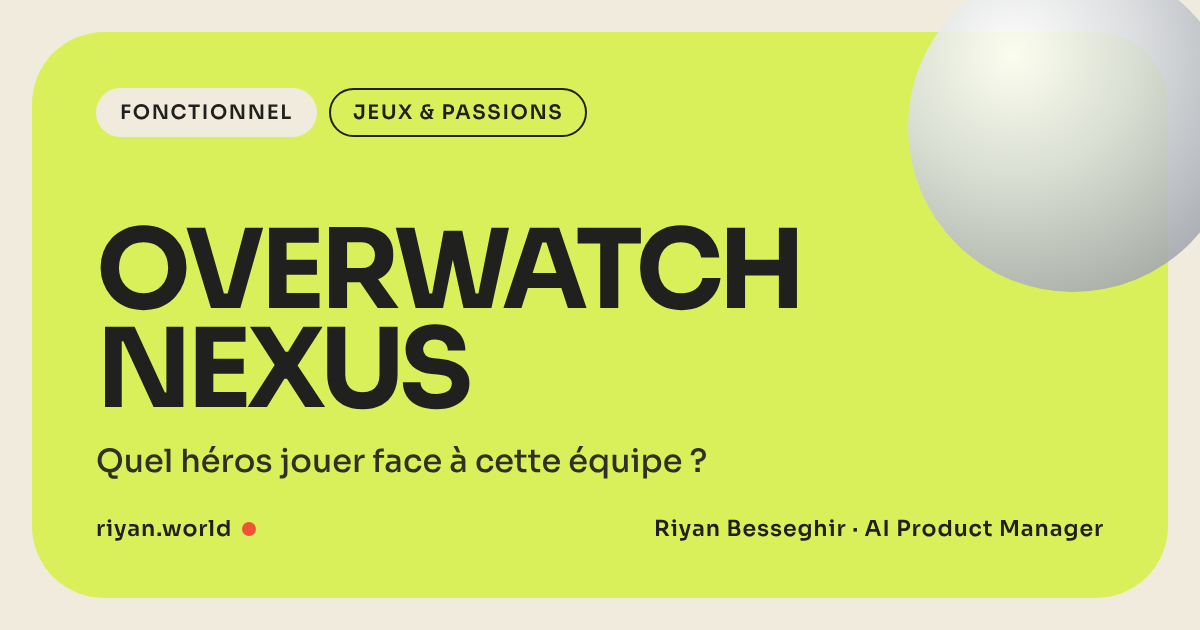 FONCTIONNEL
JEUX & PASSIONS
OVERWATCH
NEXUS
Quel héros jouer face à cette équipe ?
riyan.world
Riyan Besseghir · AI Product Manager